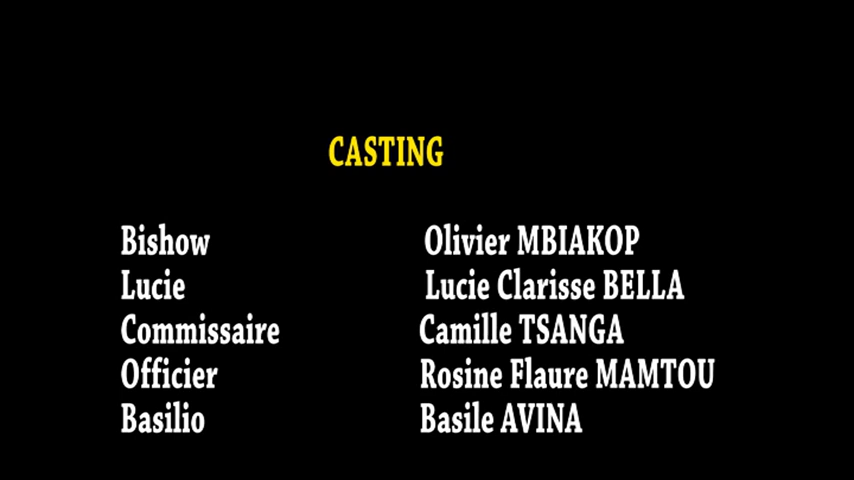 CASTING
Bishow Olivier MBIAKOP
Lucie Lucie Clarisse BELLA
Commissaire Camille TSANGA
Officier Rosine Flaure MAMTOU
Basilio Basile AVINA